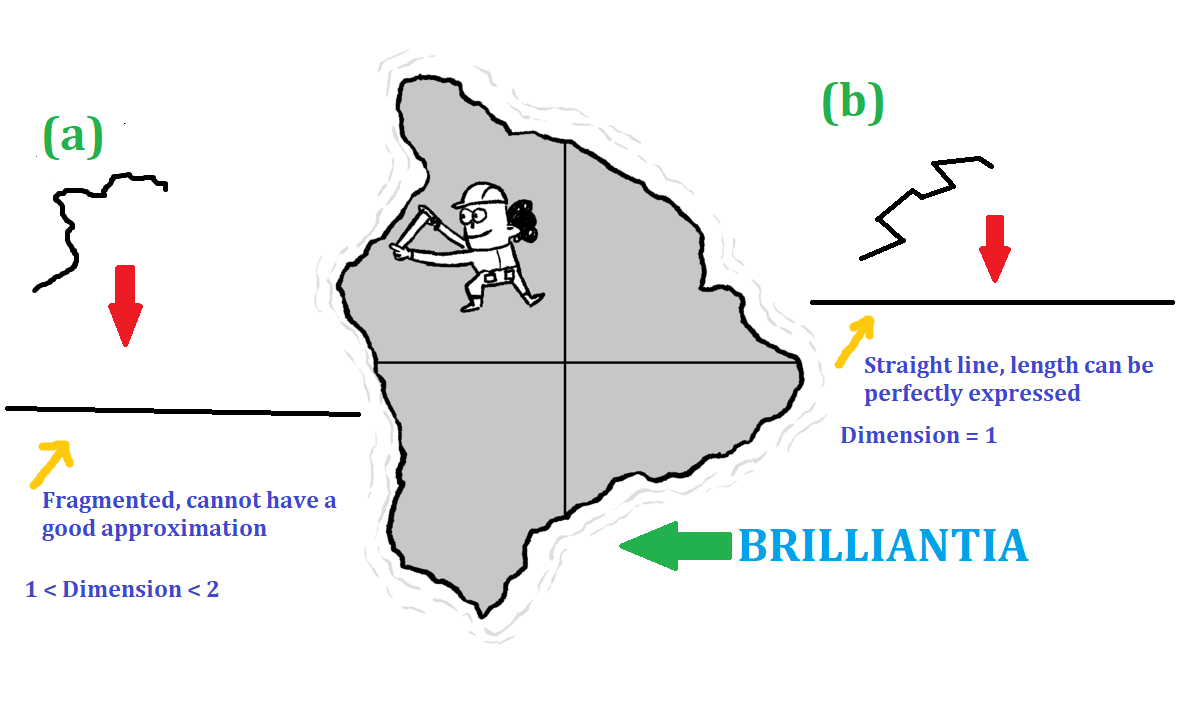 (a)
Fragmented, cannot have a
good approximation
1 < Dimension < 2
BRILLIANTIA
(b)
Straight line, length can be
perfectly expressed
Dimension = 1